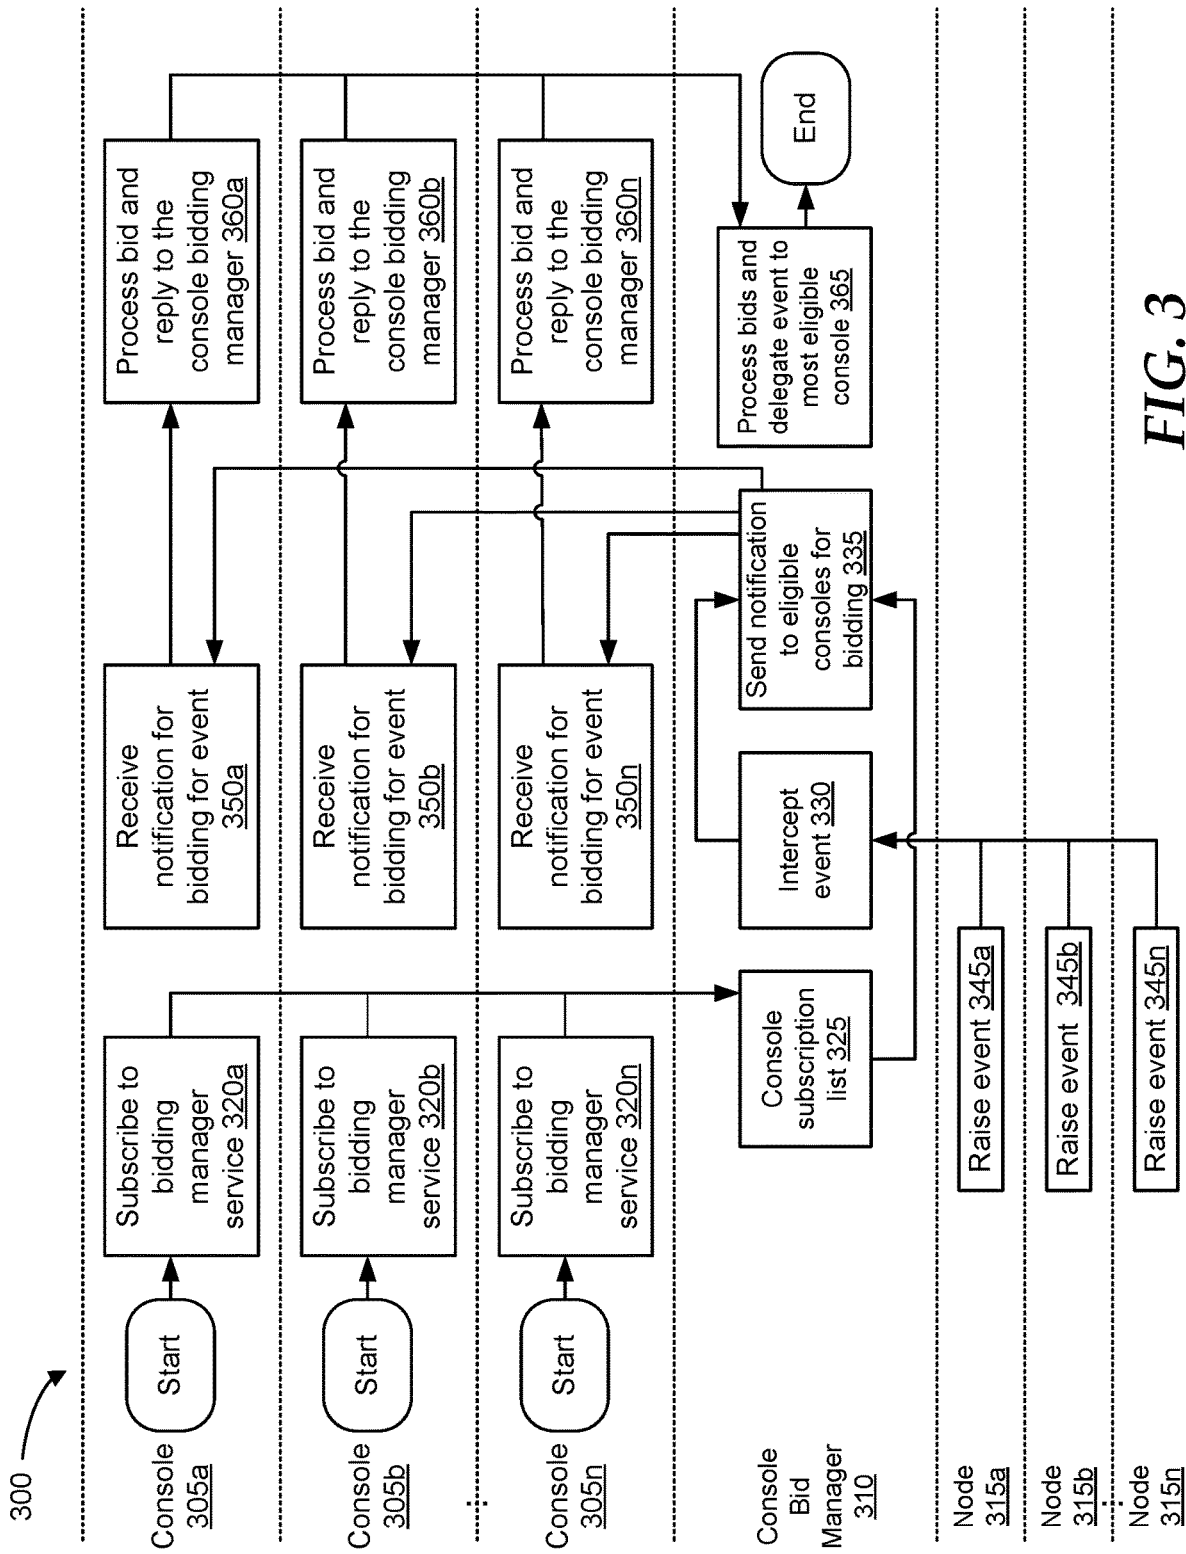 300
Console
305a
Start
Subscribe to
bidding
manager
service 320a
Receive
notification for
bidding for event
350a
Process bid and
reply to the
console bidding
manager 360a
Console
305b
Start
Subscribe to
bidding
manager
service 320b
Receive
notification for
bidding for event
350b
Process bid and
reply to the
console bidding
manager 360b
Console
305n
Start
Subscribe to
bidding
manager
service 320n
Receive
notification for
bidding for event
350n
Process bid and
reply to the
console bidding
manager 360n
Console
Bid
Manager
310
Console
subscription
list 325
Intercept
event 330
Send notification
to eligible
consoles for
bidding 335
Process bids and
delegate event to
most eligible
console 365
End
Node
315a
Raise event 345a
Node
315b
Raise event 345b
Node
315n
Raise event 345n
FIG. 3